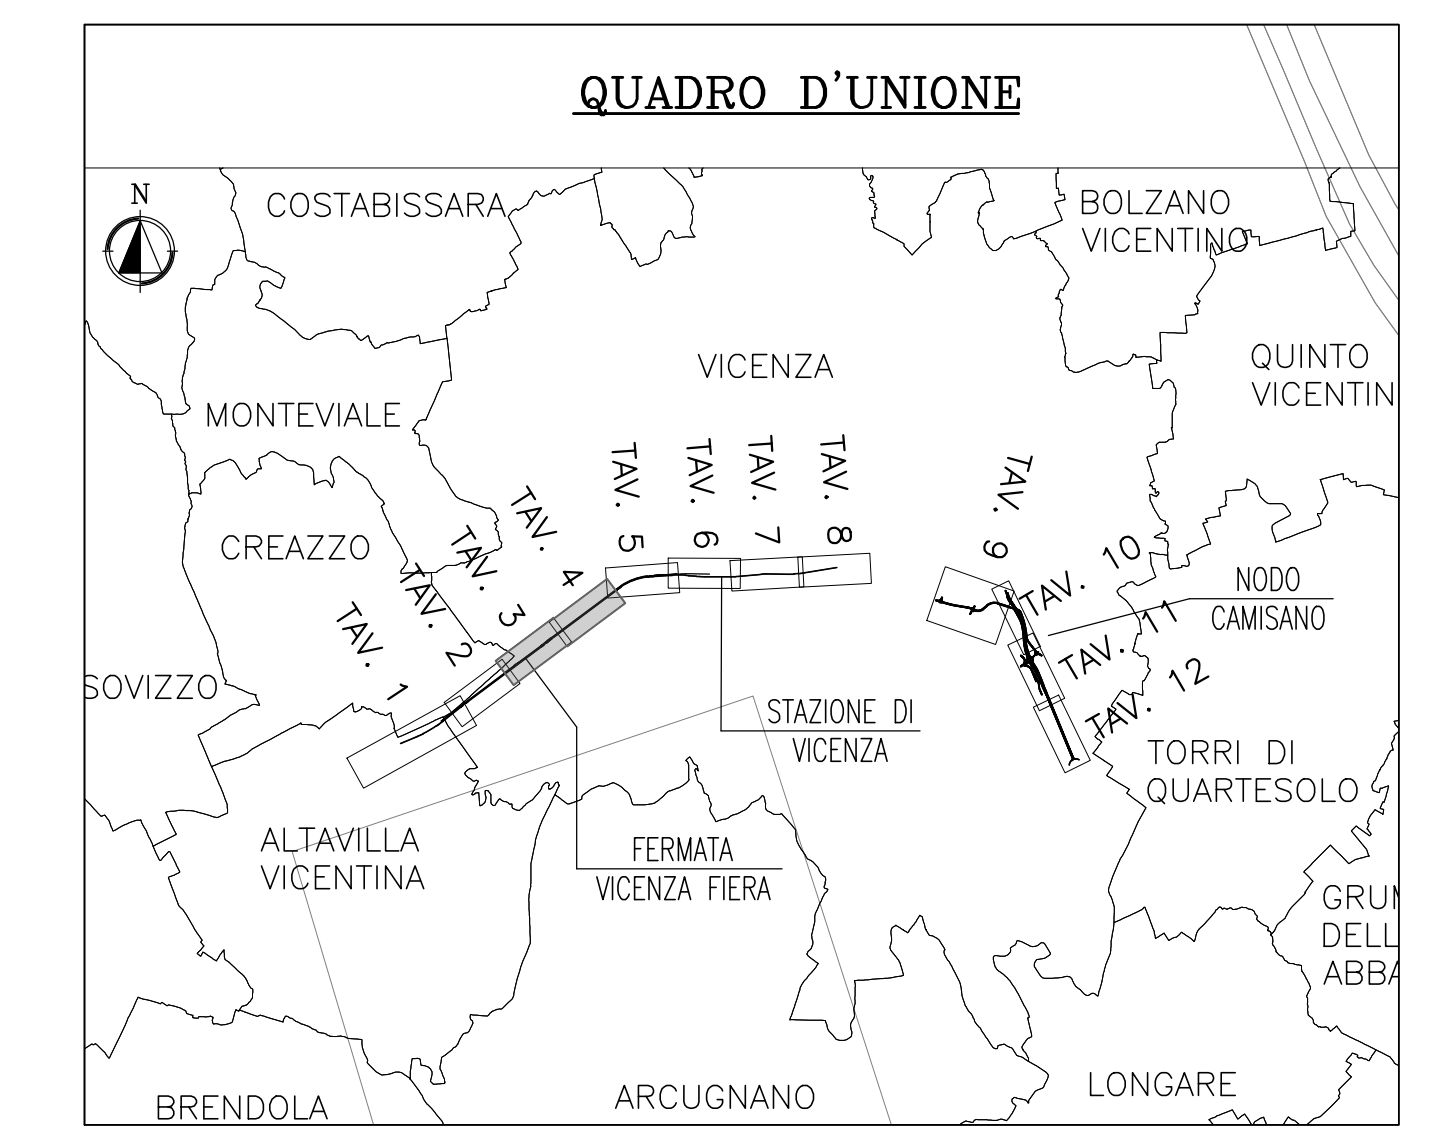 QUADRO D'UNIONE
N
COSTABISSARA
BOLZANO
VICENTINO
VICENZA
QUINTO
VICENTIN
MONTEVIALE
CREAZZO
SOVIZZO
TAV. 1
TAV. 2
TAV. 3
TAV. 4
TAV. 5
TAV. 6
TAV. 7
TAV. 8
TAV. 9
TAV. 10
TAV. 11
TAV. 12
NODO
CAMISANO
STAZIONE DI
VICENZA
TORRI DI
QUARTESOLO
ALTAVILLA
VICENTINA
FERMATA
VICENZA FIERA
GRUM
DELL
ABBA
BRENDOLA
ARCUGNANO
LONGARE